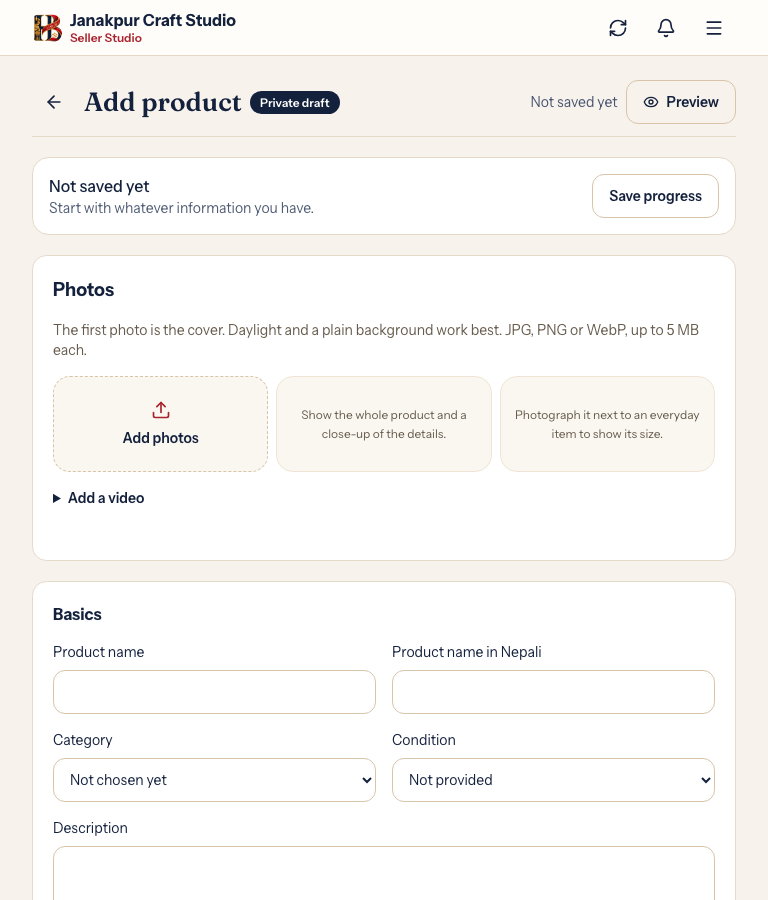 Janakpur Craft Studio
Seller Studio
Add product
Private draft
Not saved yet
Preview
Not saved yet
Start with whatever information you have.
Save progress
Photos
The first photo is the cover. Daylight and a plain background work best. JPG, PNG or WebP, up to 5 MB
each.
Add photos
Show the whole product and a
close-up of the details.
Photograph it next to an everyday
item to show its size.
Add a video
Basics
Product name
Product name in Nepali
Category
Condition
Not chosen yet
Not provided
Description